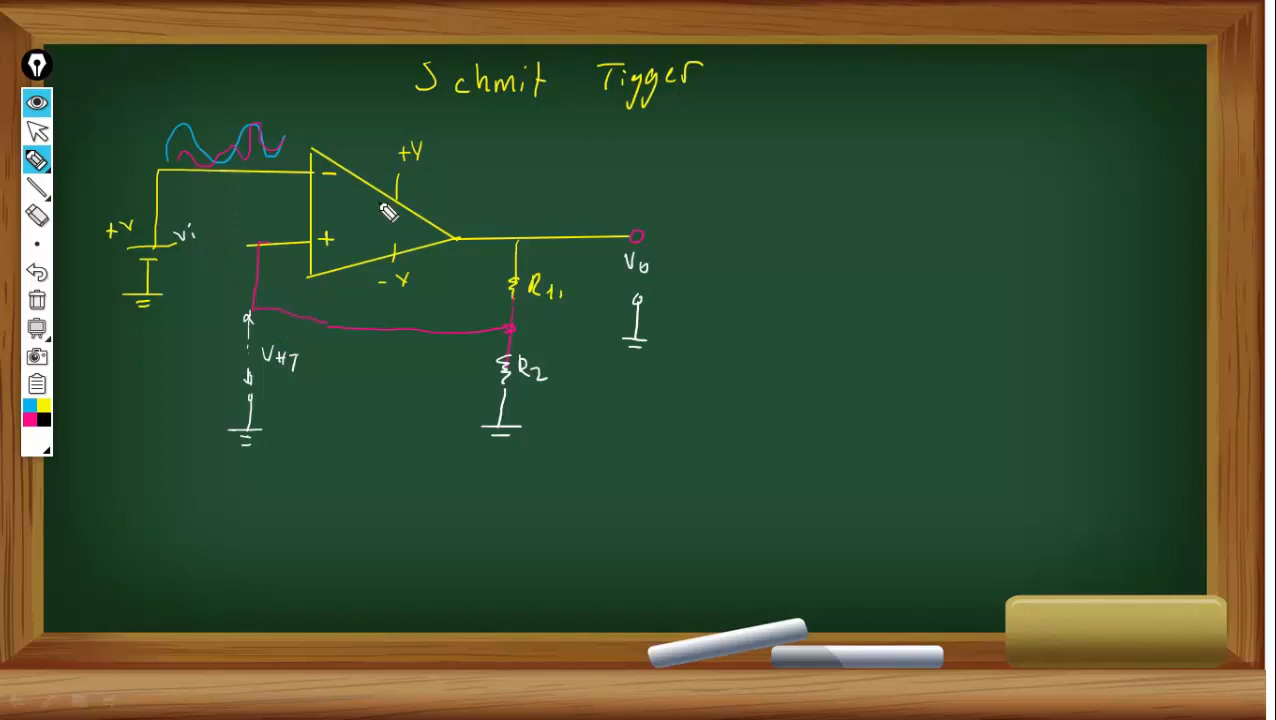 Schmit Tigger
+V
-
+V
Vi
+
-V
R1
Vo
VHT
R2